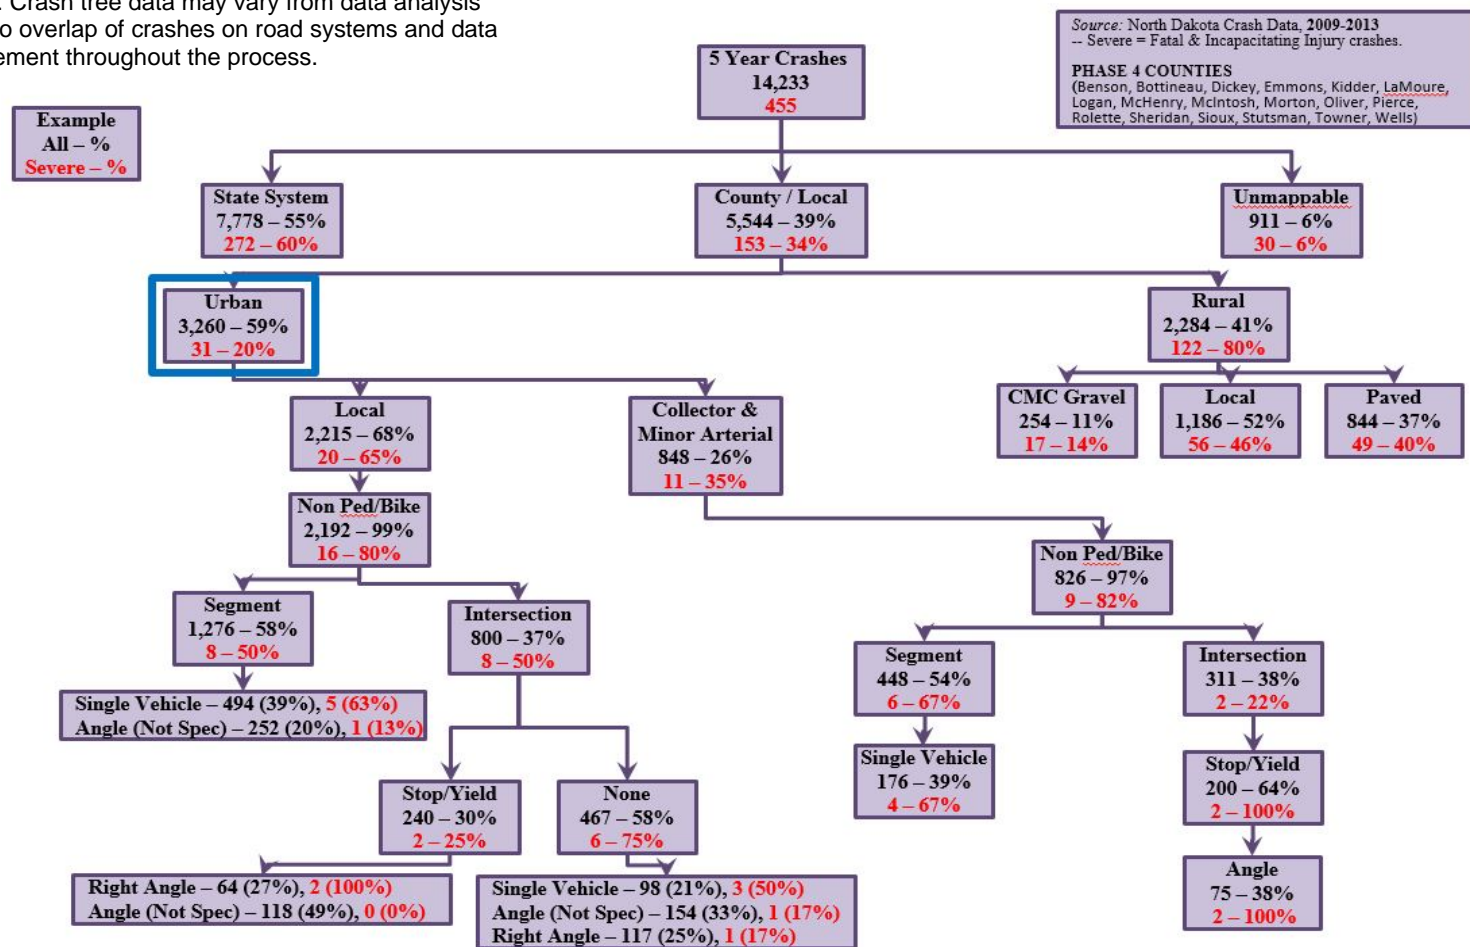 . Crash tree data may vary from data analysis
o overlap of crashes on road systems and data
ement throughout the process.
Source: North Dakota Crash Data, 2009-2013
-- Severe = Fatal & Incapacitating Injury crashes.
PHASE 4 COUNTIES
(Benson, Bottineau, Dickey, Emmons, Kidder, LaMoure,
Logan, McHenry, McIntosh, Morton, Oliver, Pierce,
Rolette, Sheridan, Sioux, Stutsman, Towner, Wells)
5 Year Crashes
14,233
455
Example
All – %
Severe – %
State System
7,778 – 55%
272 – 60%
County / Local
5,544 – 39%
153 – 34%
Unmappable
911 – 6%
30 – 6%
Urban
3,260 – 59%
31 – 20%
Rural
2,284 – 41%
122 – 80%
Local
2,215 – 68%
20 – 65%
Collector &
Minor Arterial
848 – 26%
11 – 35%
CMC Gravel
254 – 11%
17 – 14%
Local
1,186 – 52%
56 – 46%
Paved
844 – 37%
49 – 40%
Non Ped/Bike
2,192 – 99%
16 – 80%
Non Ped/Bike
826 – 97%
9 – 82%
Segment
1,276 – 58%
8 – 50%
Intersection
800 – 37%
8 – 50%
Segment
448 – 54%
6 – 67%
Intersection
311 – 38%
2 – 22%
Single Vehicle – 494 (39%), 5 (63%)
Angle (Not Spec) – 252 (20%), 1 (13%)
Single Vehicle
176 – 39%
4 – 67%
Stop/Yield
200 – 64%
2 – 100%
Stop/Yield
240 – 30%
2 – 25%
None
467 – 58%
6 – 75%
Angle
75 – 38%
2 – 100%
Right Angle – 64 (27%), 2 (100%)
Angle (Not Spec) – 118 (49%), 0 (0%)
Single Vehicle – 98 (21%), 3 (50%)
Angle (Not Spec) – 154 (33%), 1 (17%)
Right Angle – 117 (25%), 1 (17%)